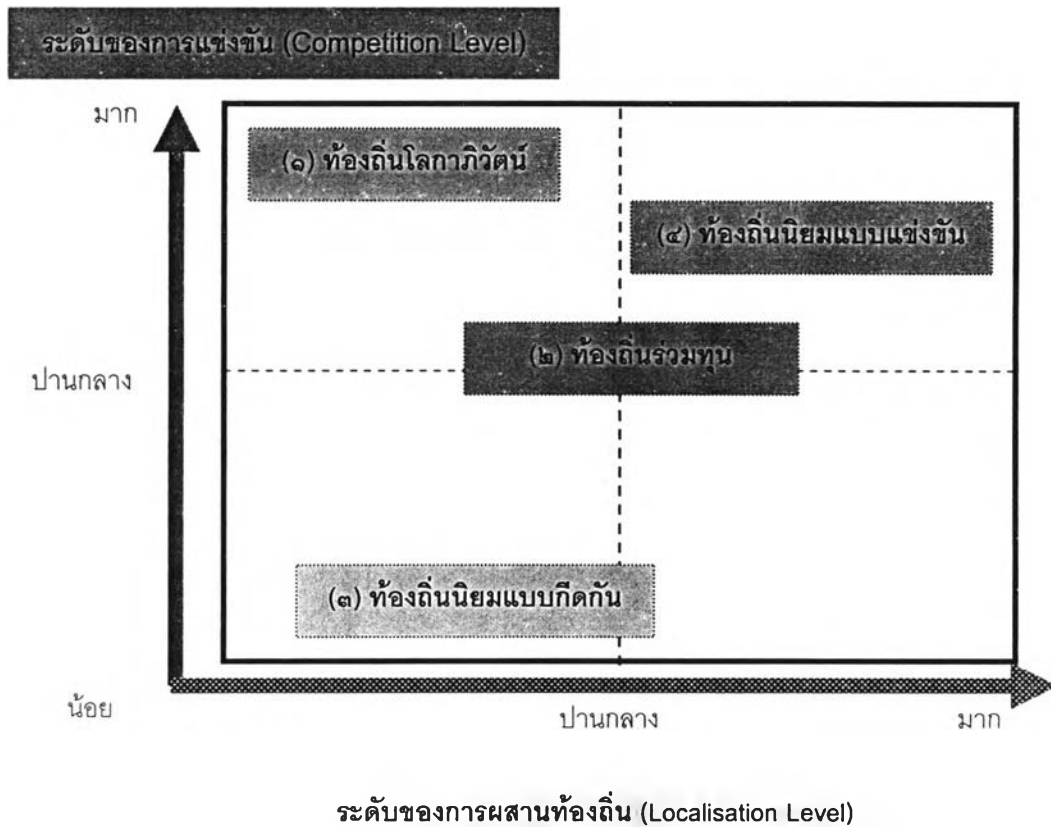 ระดับของการแข่งขัน (Competition Level)
มาก
(๑) ท้องถิ่นโลกาภิวัตน์
(๔) ท้องถิ่นนิยมแบบแข่งขัน
(๒) ท้องถิ่นร่วมทุน
ปานกลาง
(๓) ท้องถิ่นนิยมแบบกีดกัน
น้อย
ปานกลาง
มาก
ระดับของการผสานท้องถิ่น (Localisation Level)